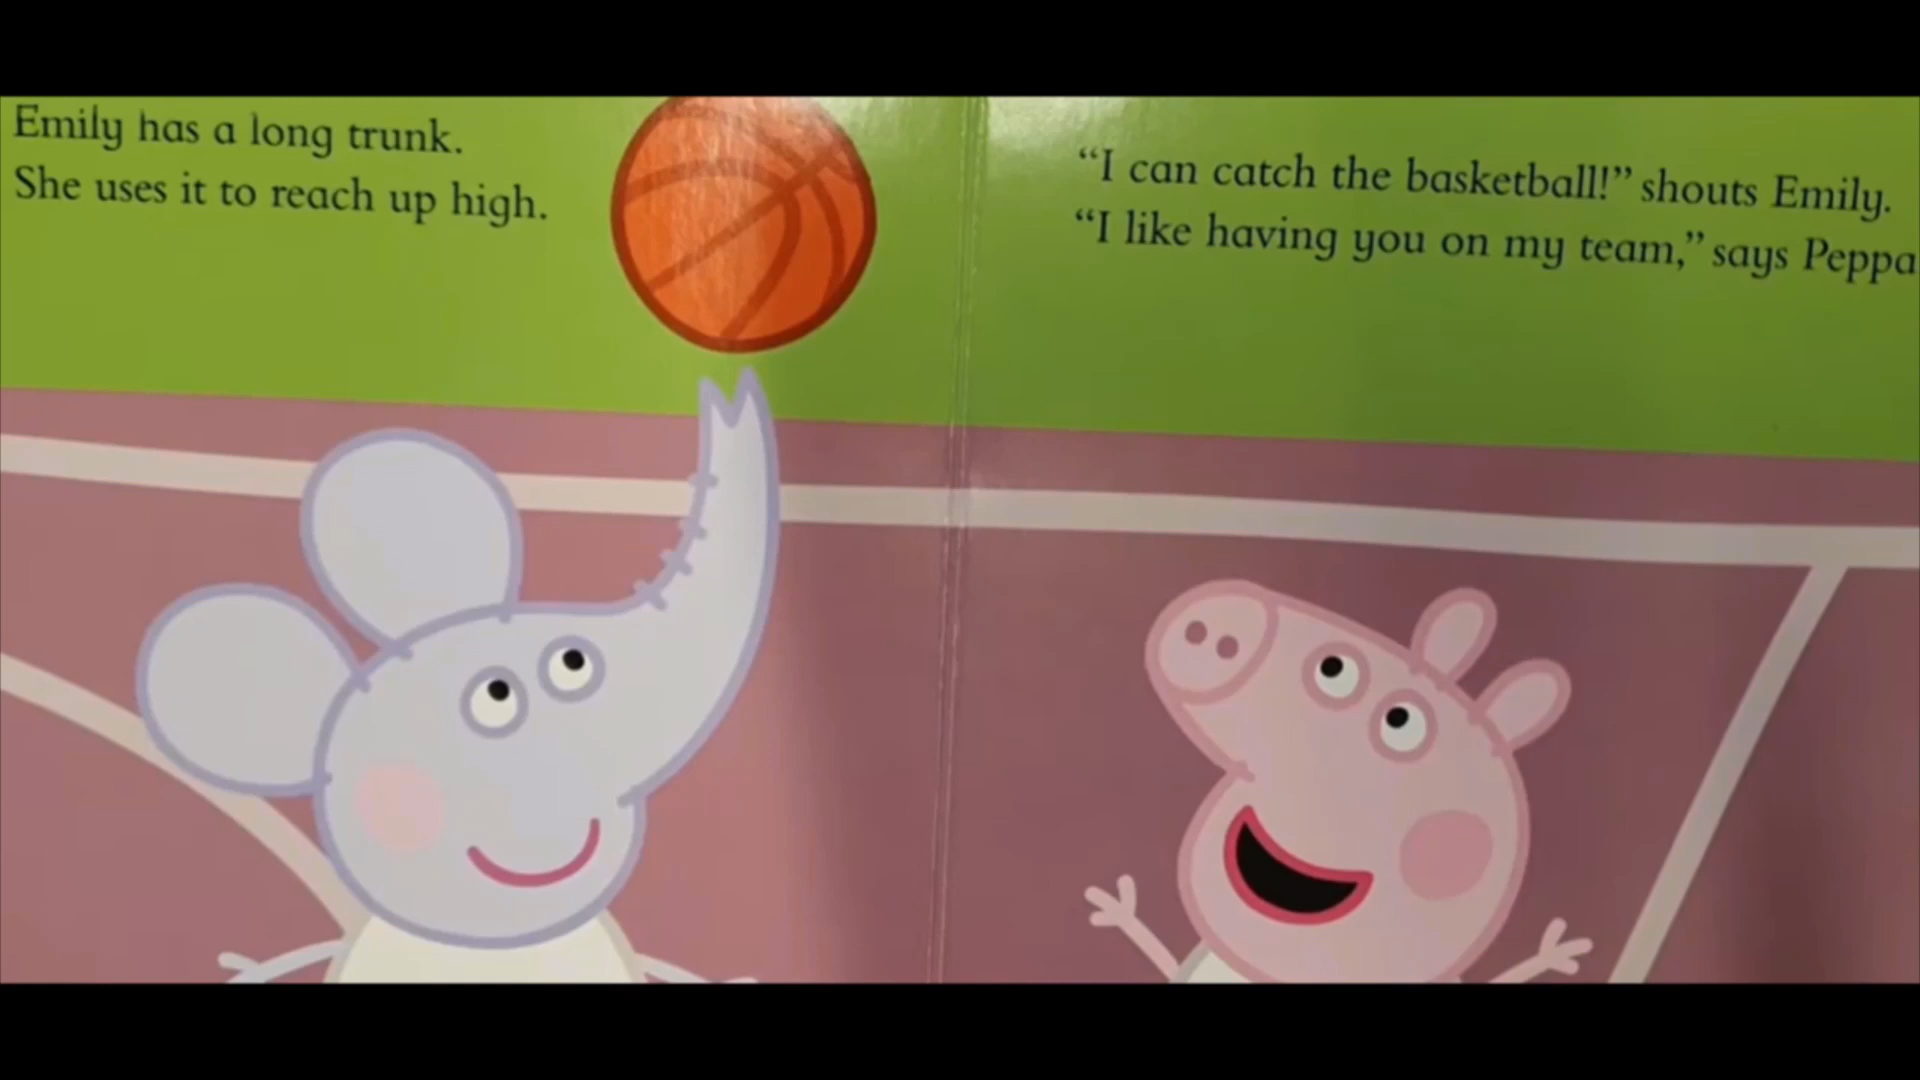 Emily has a long trunk.
She uses it to reach up high.
“I can catch the basketball!” shouts Emily.
“I like having you on my team,” says Peppa